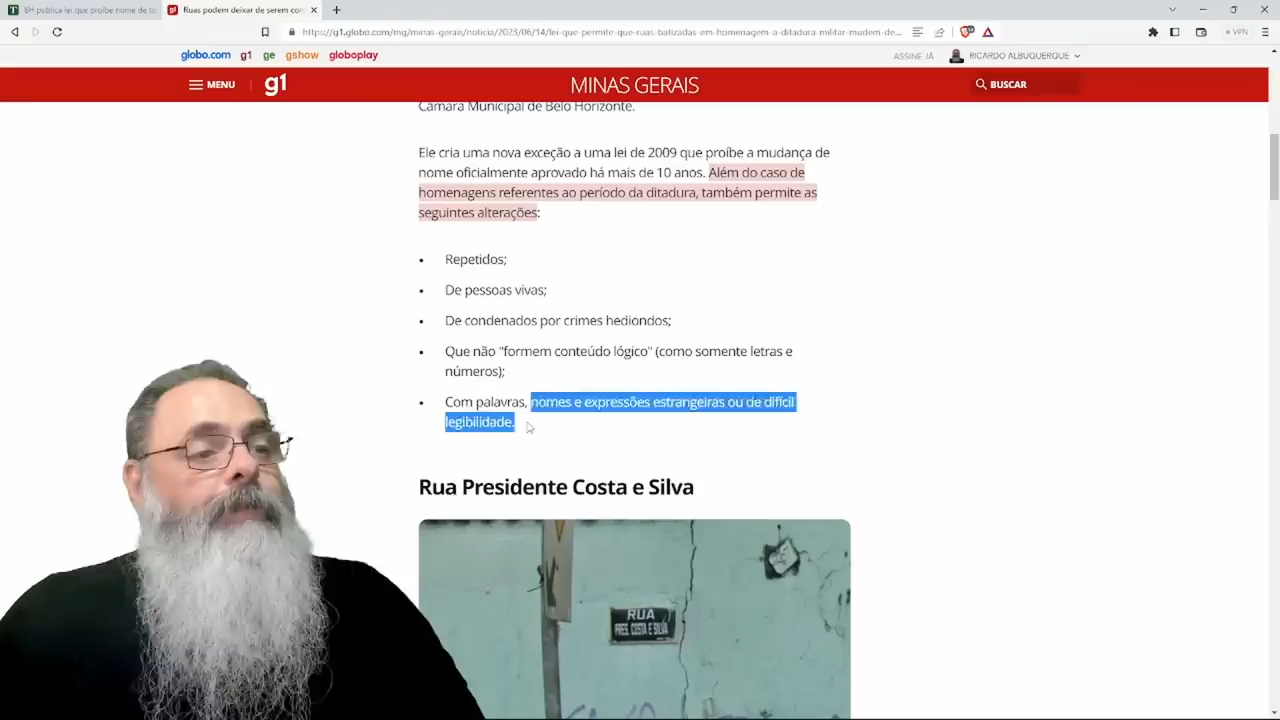 BH publica lei que proíbe nome de to
Ruas podem deixar de serem con
https://g1.globo.com/mg/minas-gerais/noticia/2023/06/14/lei-que-permite-que-ruas-batizadas-em-homenagem-a-ditadura-militar-mudem-de...
VPN
globo.com g1 ge gshow globoplay
ASSINE JÁ
RICARDO ALBUQUERQUE
MENU
g1
MINAS GERAIS
BUSCAR
Câmara Municipal de Belo Horizonte.
Ele cria uma nova exceção a uma lei de 2009 que proíbe a mudança de
nome oficialmente aprovado há mais de 10 anos. Além do caso de
homenagens referentes ao período da ditadura, também permite as
seguintes alterações:
• Repetidos;
• De pessoas vivas;
• De condenados por crimes hediondos;
• Que não "formem conteúdo lógico" (como somente letras e
números);
• Com palavras, nomes e expressões estrangeiras ou de difícil
legibilidade.
Rua Presidente Costa e Silva
RUA
PRES. COSTA E SILVA